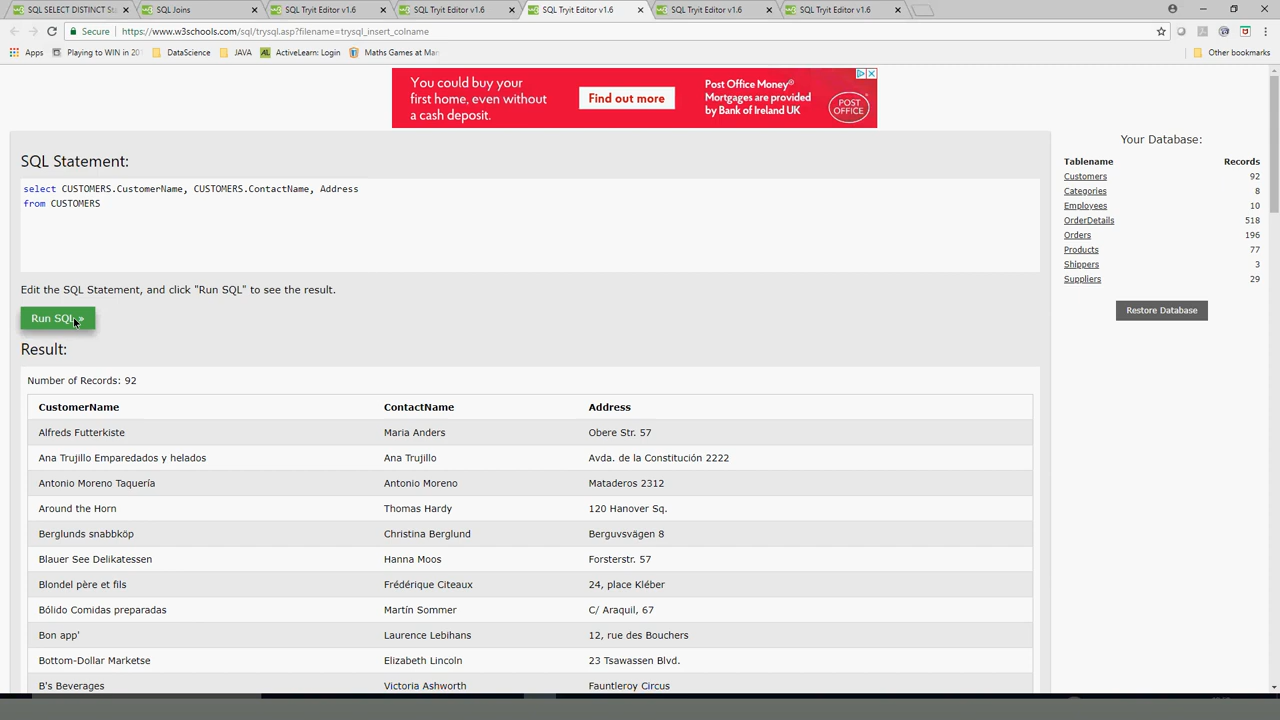 SQL SELECT DISTINCT St
SQL Joins
SQL Tryit Editor v1.6
SQL Tryit Editor v1.6
SQL Tryit Editor v1.6
SQL Tryit Editor v1.6
SQL Tryit Editor v1.6
Secure https://www.w3schools.com/sql/trysql.asp?filename=trysql_insert_colname
Apps Playing to WIN in 20 DataScience JAVA ActiveLearn: Login Maths Games at Mar Other bookmarks
You could buy your
first home, even without
a cash deposit.
Find out more
Post Office Money®
Mortgages are provided
by Bank of Ireland UK
POST
OFFICE
SQL Statement:
select CUSTOMERS.CustomerName, CUSTOMERS.ContactName, Address
from CUSTOMERS
Edit the SQL Statement, and click "Run SQL" to see the result.
Run SQL »
Result:
Number of Records: 92
CustomerName ContactName Address
Alfreds Futterkiste Maria Anders Obere Str. 57
Ana Trujillo Emparedados y helados Ana Trujillo Avda. de la Constitución 2222
Antonio Moreno Taquería Antonio Moreno Mataderos 2312
Around the Horn Thomas Hardy 120 Hanover Sq.
Berglunds snabbköp Christina Berglund Berguvsvägen 8
Blauer See Delikatessen Hanna Moos Forsterstr. 57
Blondel père et fils Frédérique Citeaux 24, place Kléber
Bólido Comidas preparadas Martín Sommer C/ Araquil, 67
Bon app' Laurence Lebihans 12, rue des Bouchers
Bottom-Dollar Marketse Elizabeth Lincoln 23 Tsawassen Blvd.
B's Beverages Victoria Ashworth Fauntleroy Circus
Your Database:
Tablename Records
Customers 92
Categories 8
Employees 10
OrderDetails 518
Orders 196
Products 77
Shippers 3
Suppliers 29
Restore Database